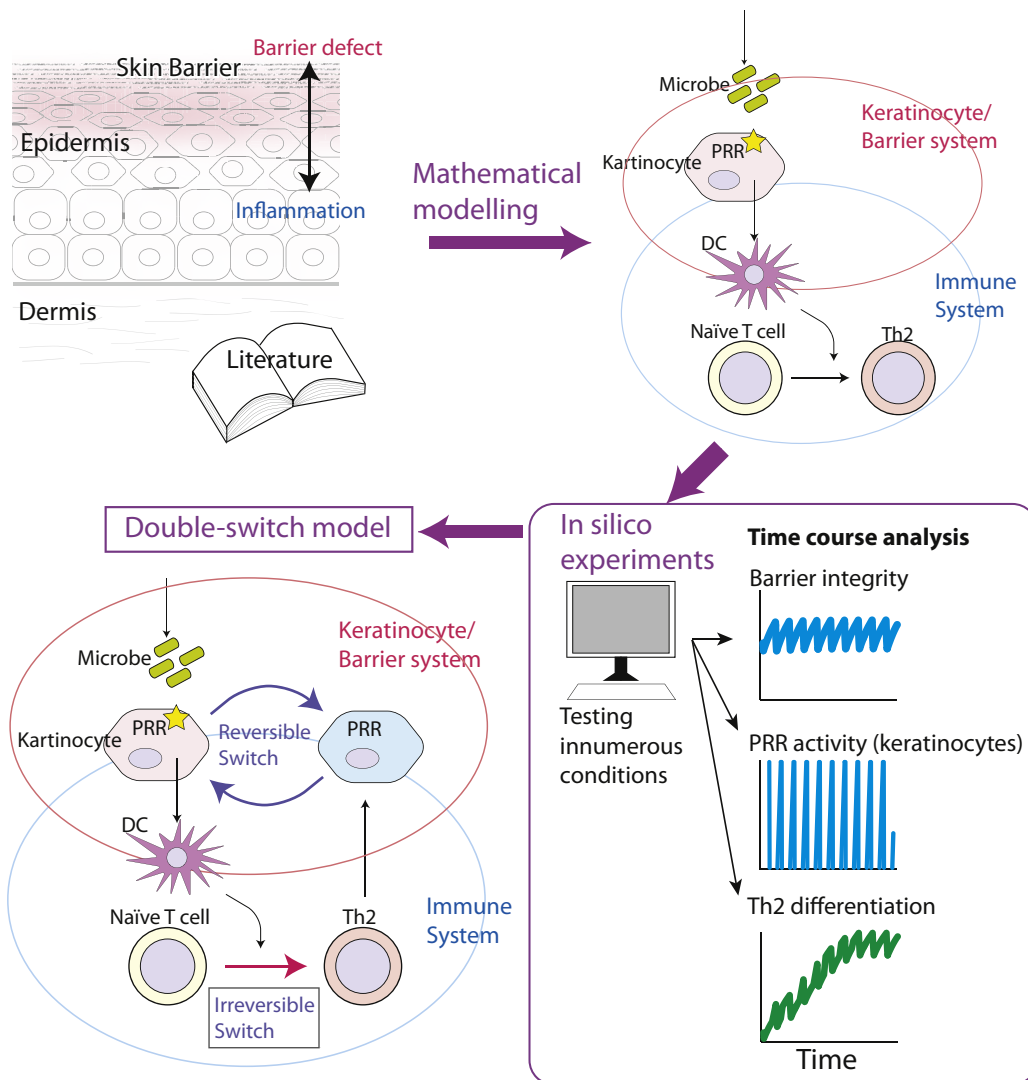 Barrier defect
Skin Barrier
Epidermis
Inflammation
Dermis
Literature
Mathematical
modelling
Microbe
Keratinocyte/
Barrier system
Kartinocyte
PRR
DC
Immune
System
Naïve T cell
Th2
Double-switch model
Microbe
Keratinocyte/
Barrier system
Kartinocyte
PRR
Reversible
Switch
PRR
DC
Naïve T cell
Th2
Immune
System
Irreversible
Switch
In silico
experiments
Testing
innumerous
conditions
Time course analysis
Barrier integrity
PRR activity (keratinocytes)
Th2 differentiation
Time